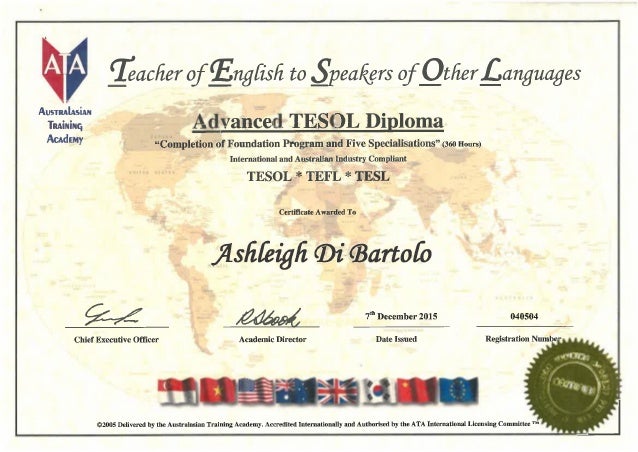 ATA
AUSTRALASIAN
TRAINING
ACADEMY
Teacher of English to Speakers of Other Languages
Advanced TESOL Diploma
"Completion of Foundation Program and Five Specialisations" (360 Hours)
International and Australian Industry Compliant
TESOL * TEFL * TESL
Certificate Awarded To
Ashleigh Di Bartolo
7th December 2015
040504
Chief Executive Officer
Academic Director
Date Issued
Registration Number
©2005 Delivered by the Australasian Training Academy. Accredited Internationally and Authorised by the ATA International Licensing Committee ™